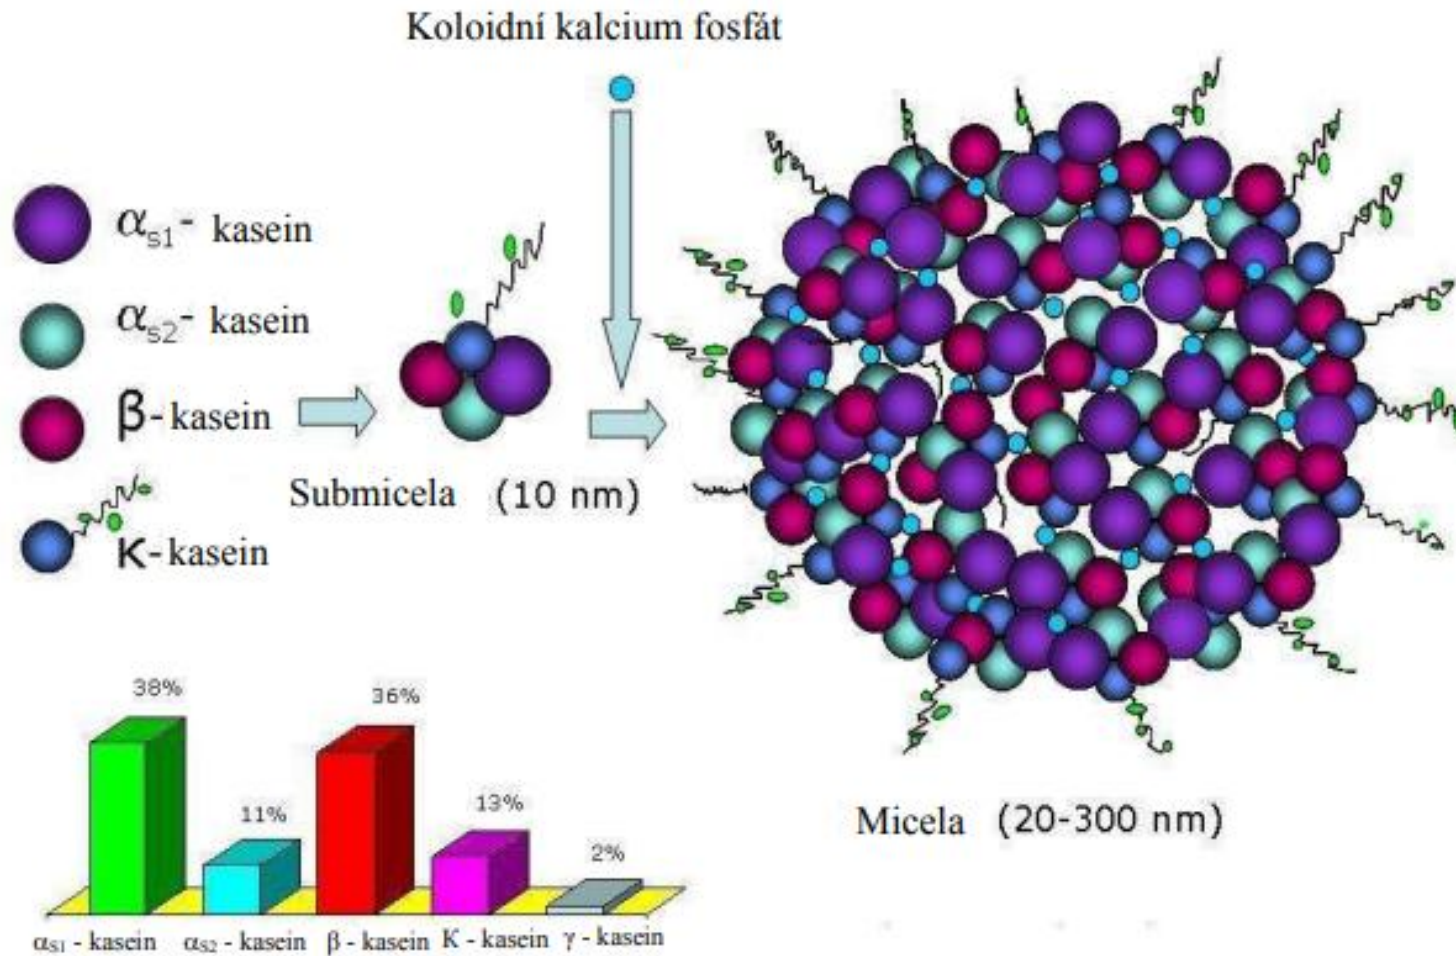 Koloidní kalcium fosfát
αs1- kasein
αs2- kasein
β-kasein
κ-kasein
Submicela (10 nm)
Micela (20-300 nm)
38%
11%
36%
13%
2%
αS1 - kasein
αS2 - kasein
β - kasein
К - kasein
γ - kasein